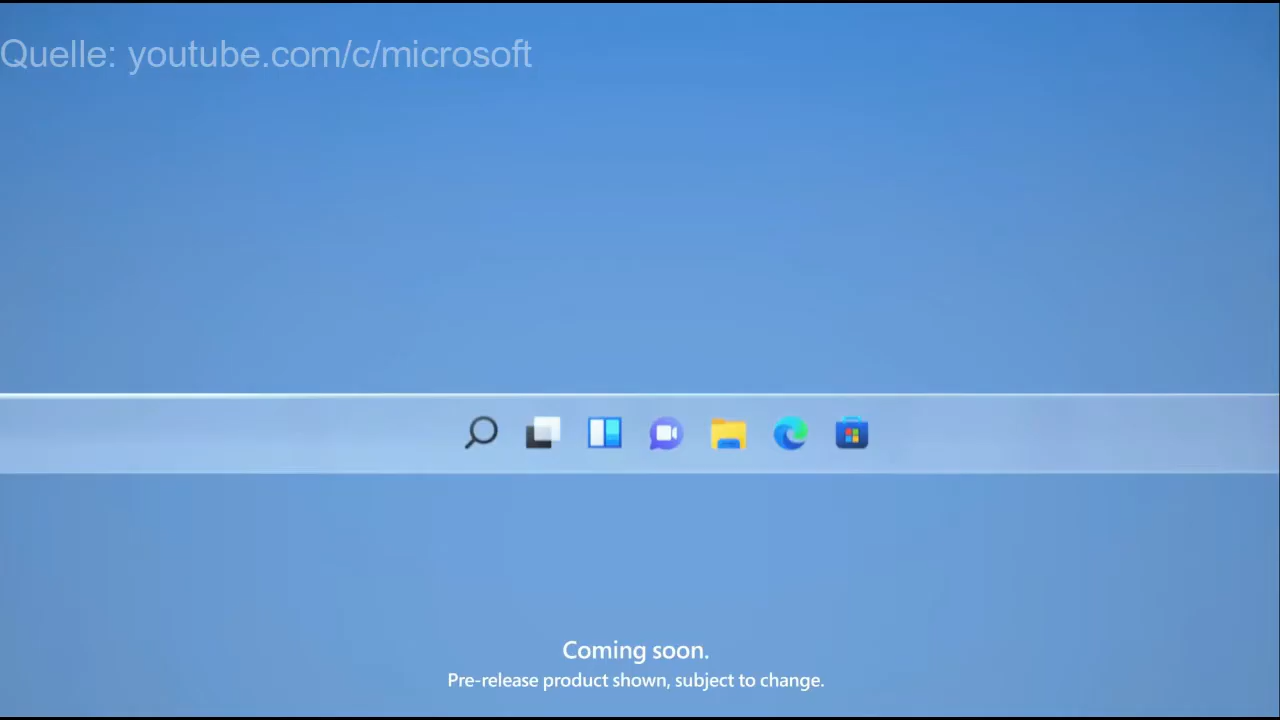 Quelle: youtube.com/c/microsoft
Coming soon.
Pre-release product shown, subject to change.